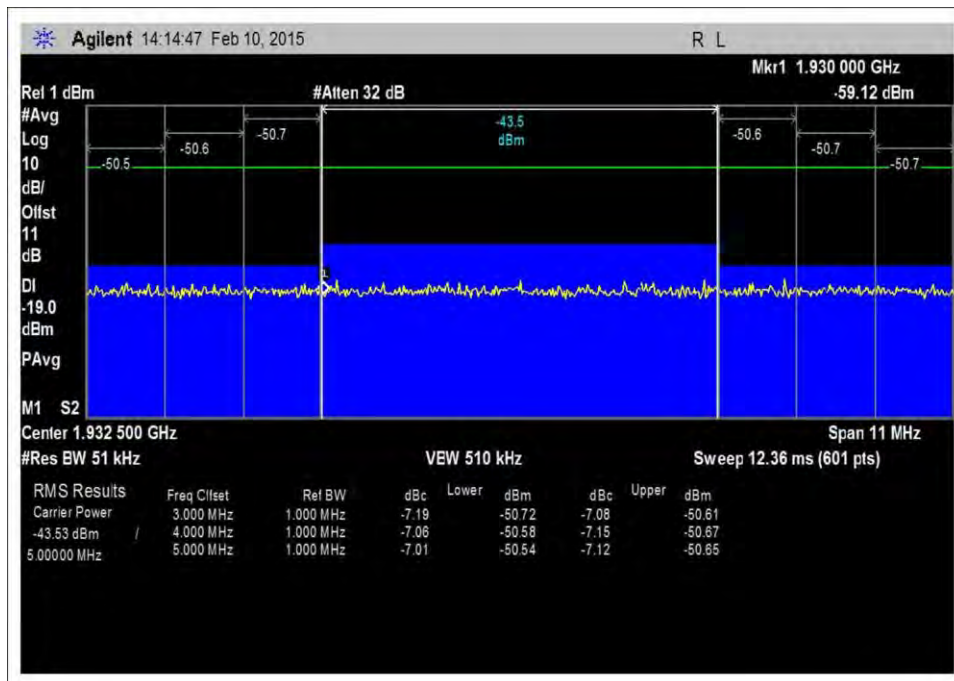 Agilent 14:14:47 Feb 10, 2015 R L
Mkr1 1.930 000 GHz
Ref 1 dBm #Atten 32 dB -59.12 dBm
#Avg
Log
10
dB/
Offst
11
dB
DI
-19.0
dBm
PAvg
M1 S2
-50.5 -50.6 -50.7 -43.5 dBm -50.6 -50.7 -50.7
1
Center 1.932 500 GHz Span 11 MHz
#Res BW 51 kHz VBW 510 kHz Sweep 12.36 ms (601 pts)
RMS Results Freq Offset Ref BW dBc Lower dBm dBc Upper dBm
Carrier Power 3.000 MHz 1.000 MHz -7.19 -50.72 -7.08 -50.61
-43.53 dBm / 4.000 MHz 1.000 MHz -7.06 -50.58 -7.15 -50.67
5.00000 MHz 5.000 MHz 1.000 MHz -7.01 -50.54 -7.12 -50.65